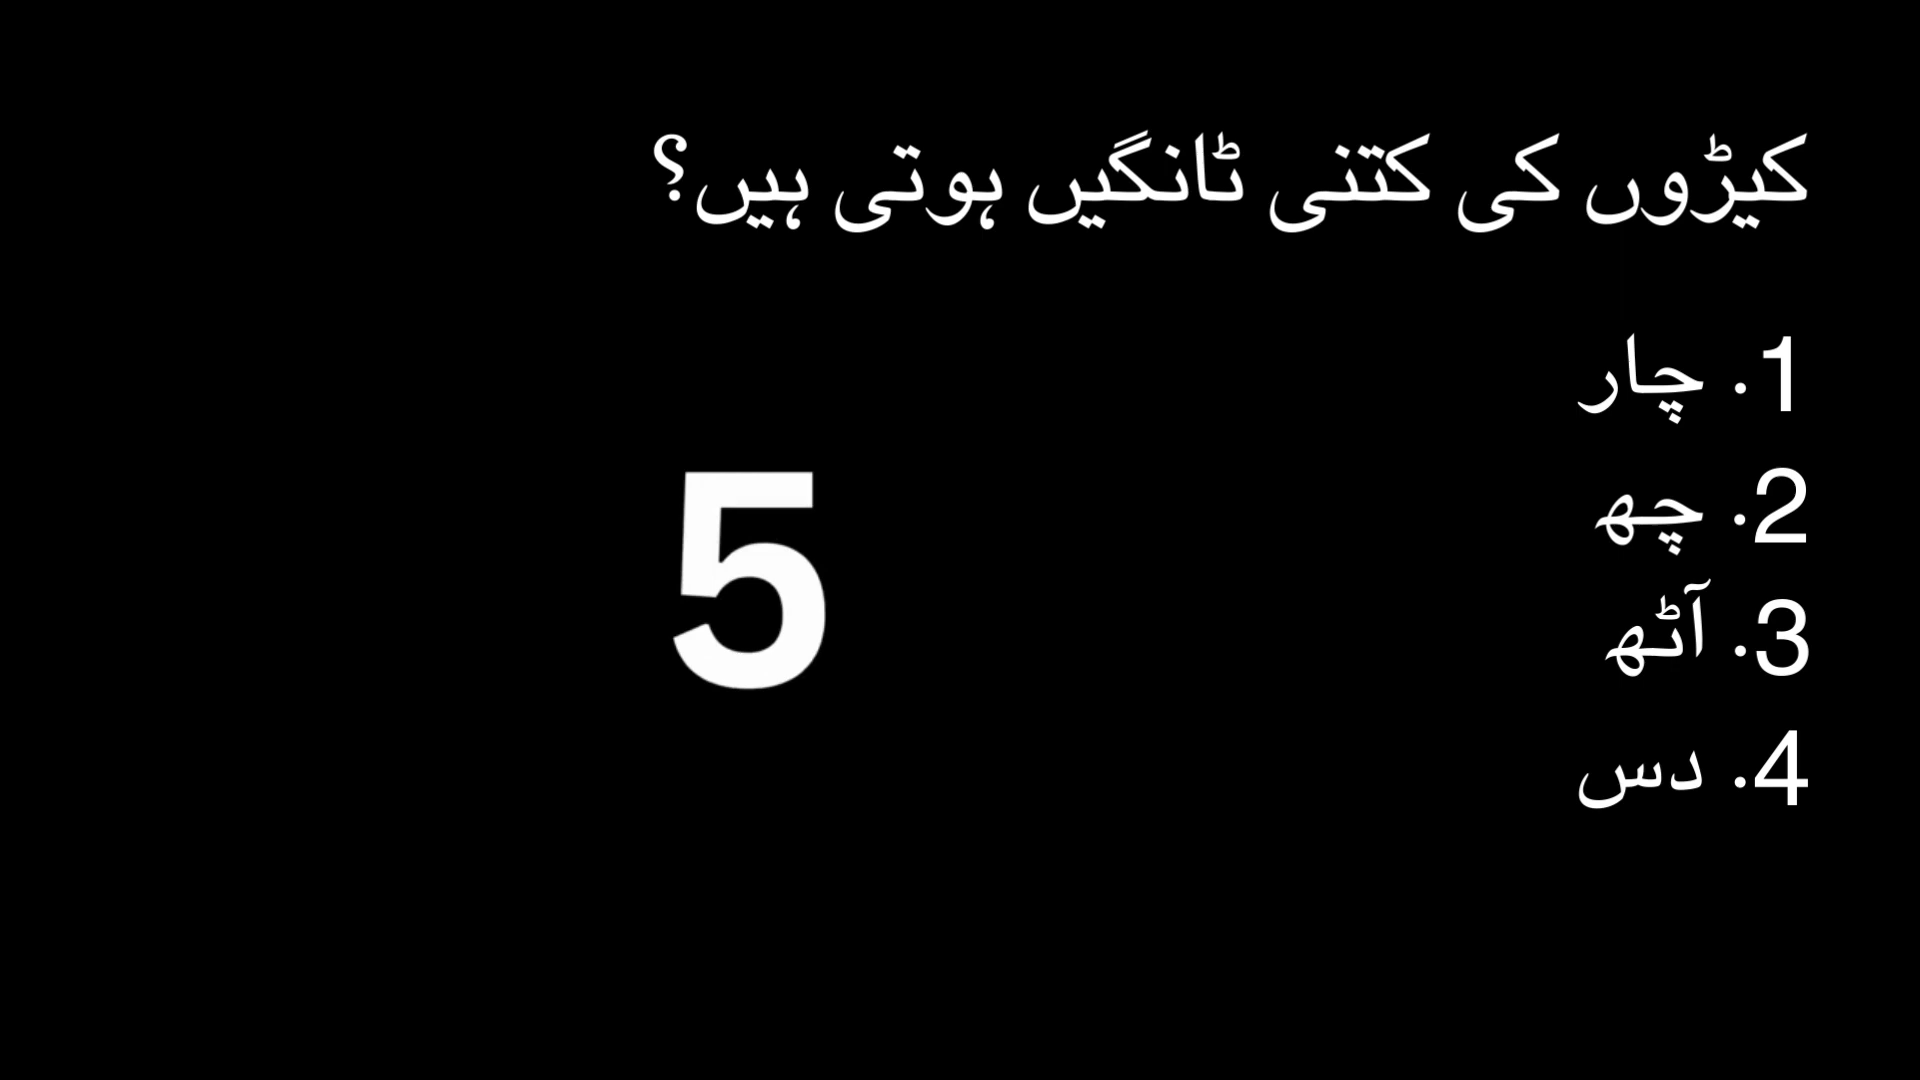 کیڑوں کی کتنی ٹانگیں ہوتی ہیں؟
1. چار
2. چھ
3. آٹھ
4. دس
5